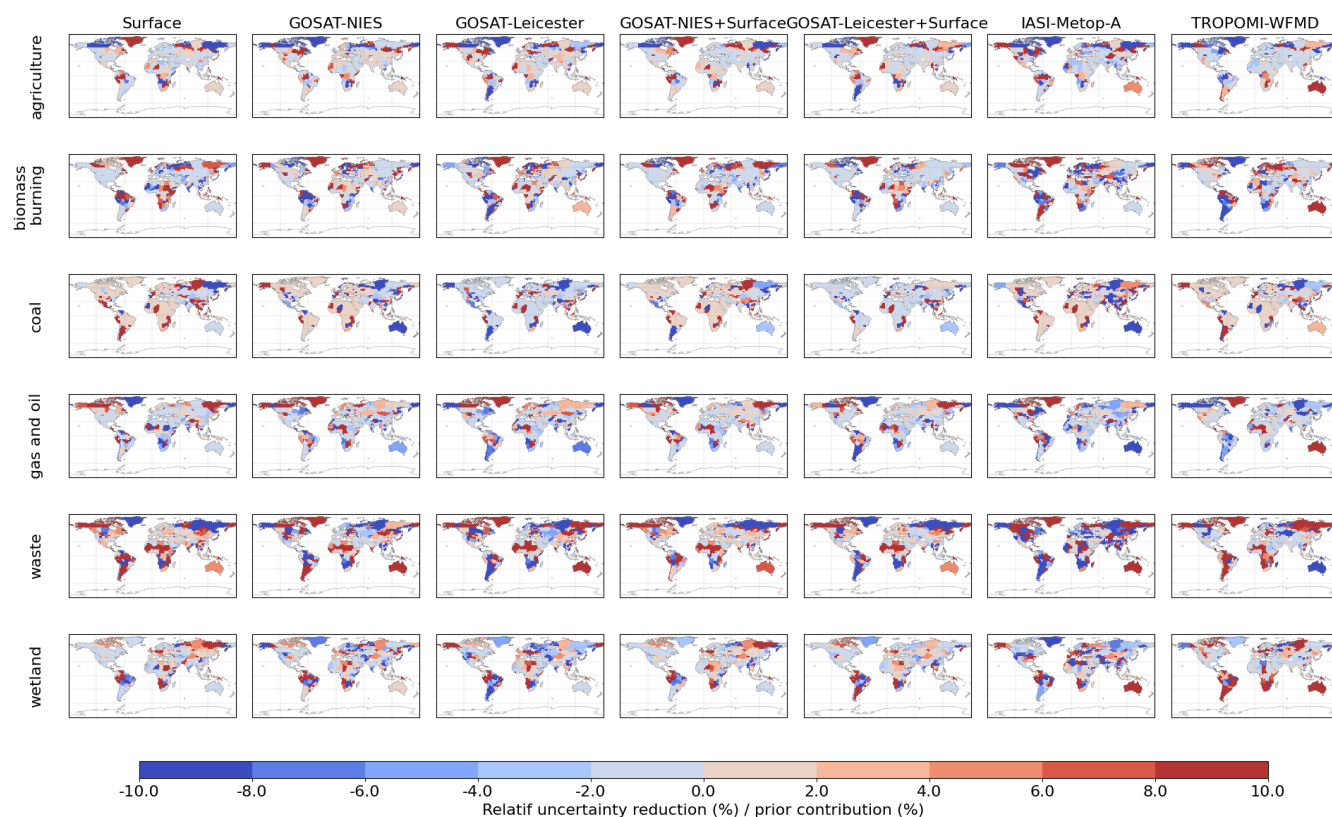 Surface GOSAT-NIES GOSAT-Leicester GOSAT-NIES+Surface GOSAT-Leicester+Surface IASI-Metop-A TROPOMI-WFMD
agriculture
biomass
burning
coal
gas and oil
waste
wetland
-10.0 -8.0 -6.0 -4.0 -2.0 0.0 2.0 4.0 6.0 8.0 10.0
Relatif uncertainty reduction (%) / prior contribution (%)